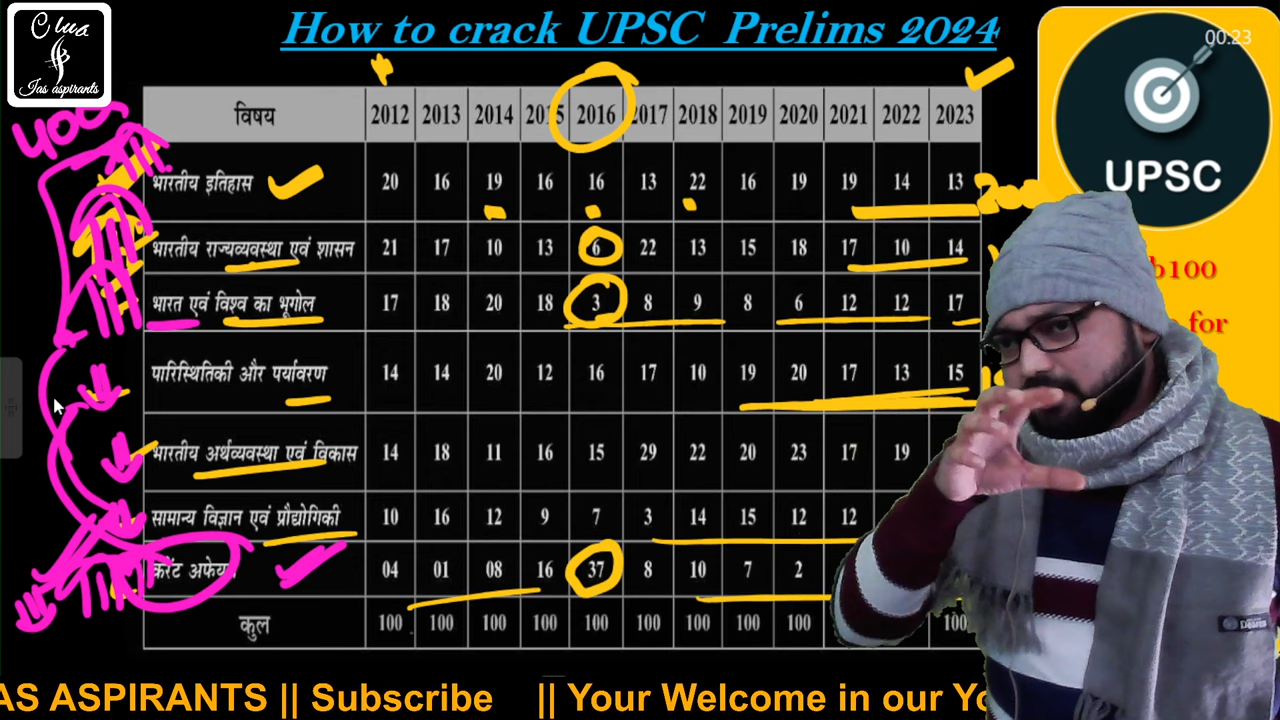 How to crack UPSC Prelims 2024
00.23
Jas aspirants
UPSC
400
विषय 2012 2013 2014 2015 2016 2017 2018 2019 2020 2021 2022 2023
भारतीय इतिहास 20 16 19 16 16 13 22 16 19 19 14 13
भारतीय राज्यव्यवस्था एवं शासन 21 17 10 13 6 22 13 15 18 17 10 14
भारत एवं विश्व का भूगोल 17 18 20 18 3 8 9 8 6 12 12 17
पारिस्थितिकी और पर्यावरण 14 14 20 12 16 17 10 19 20 17 13 15
भारतीय अर्थव्यवस्था एवं विकास 14 18 11 16 15 29 22 20 23 17 19
सामान्य विज्ञान एवं प्रौद्योगिकी 10 16 12 9 7 3 14 15 12 12
करेंट 04 01 08 16 37 8 10 7 2
कुल 100 100 100 100 100 100 100 100 100 100
b100
for
AS ASPIRANTS || Subscribe || Your Welcome in our